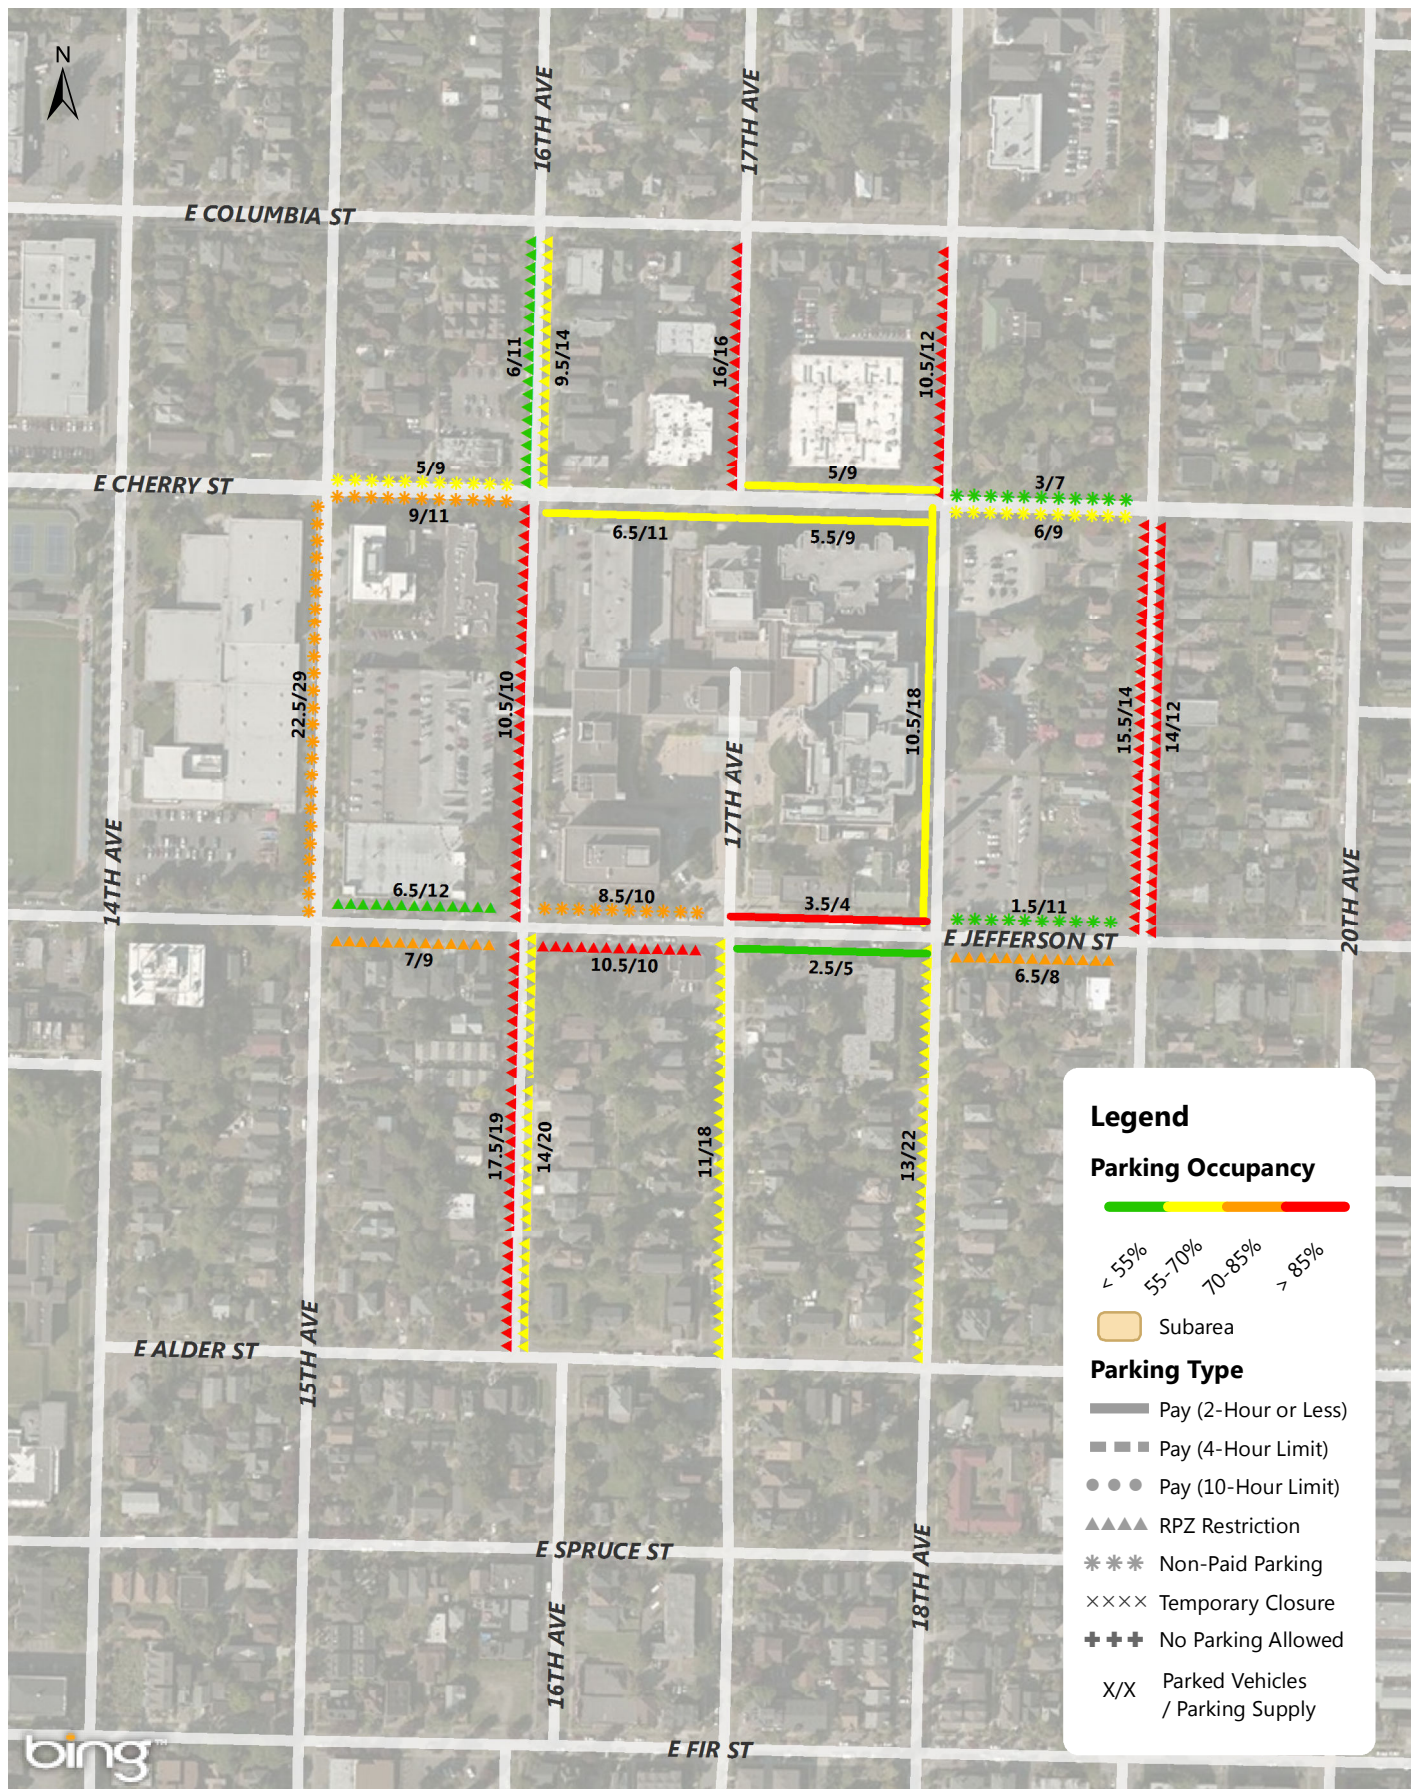 N
16TH AVE
17TH AVE
E COLUMBIA ST
6/11
9.5/14
16/16
10.5/12
5/9
5/9
3/7
E CHERRY ST
9/11
6.5/11
5.5/9
6/9
22.5/29
10.5/10
10.5/18
15.5/14
14/12
17TH AVE
14TH AVE
20TH AVE
6.5/12
8.5/10
3.5/4
1.5/11
E JEFFERSON ST
7/9
10.5/10
2.5/5
6.5/8
17.5/19
14/20
11/18
13/22
15TH AVE
E ALDER ST
E SPRUCE ST
16TH AVE
18TH AVE
E FIR ST
Legend
Parking Occupancy
< 55%
55-70%
70-85%
> 85%
Subarea
Parking Type
Pay (2-Hour or Less)
Pay (4-Hour Limit)
Pay (10-Hour Limit)
RPZ Restriction
Non-Paid Parking
Temporary Closure
No Parking Allowed
X/X
Parked Vehicles
/ Parking Supply
bing™